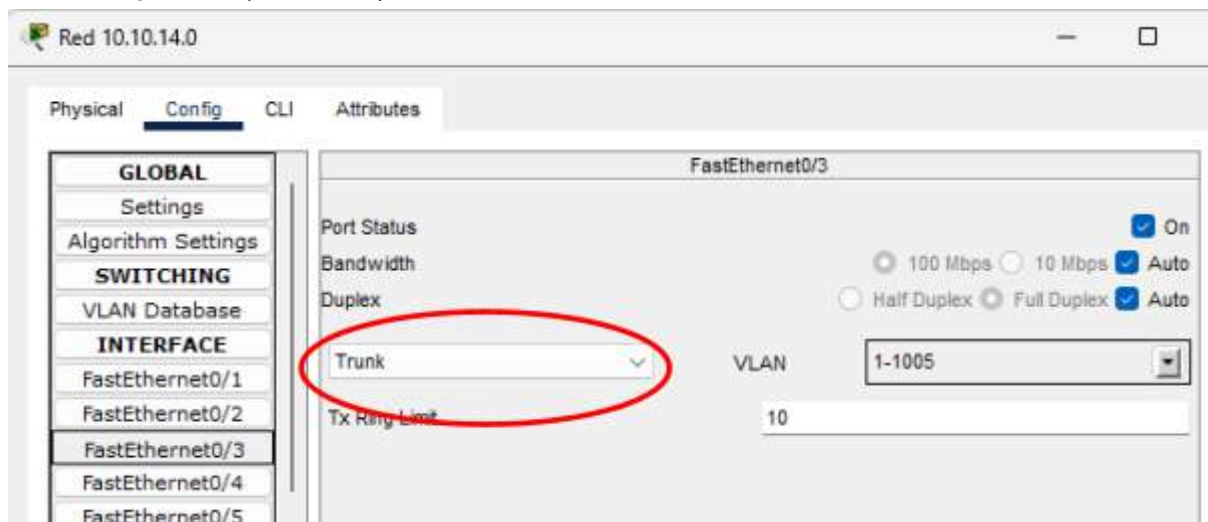 Red 10.10.14.0
Physical Config CLI Attributes
GLOBAL
Settings
Algorithm Settings
SWITCHING
VLAN Database
INTERFACE
FastEthernet0/1
FastEthernet0/2
FastEthernet0/3
FastEthernet0/4
FastEthernet0/5
FastEthernet0/3
Port Status On
Bandwidth 100 Mbps 10 Mbps Auto
Duplex Half Duplex Full Duplex Auto
Trunk VLAN 1-1005
Tx Ring Limit 10